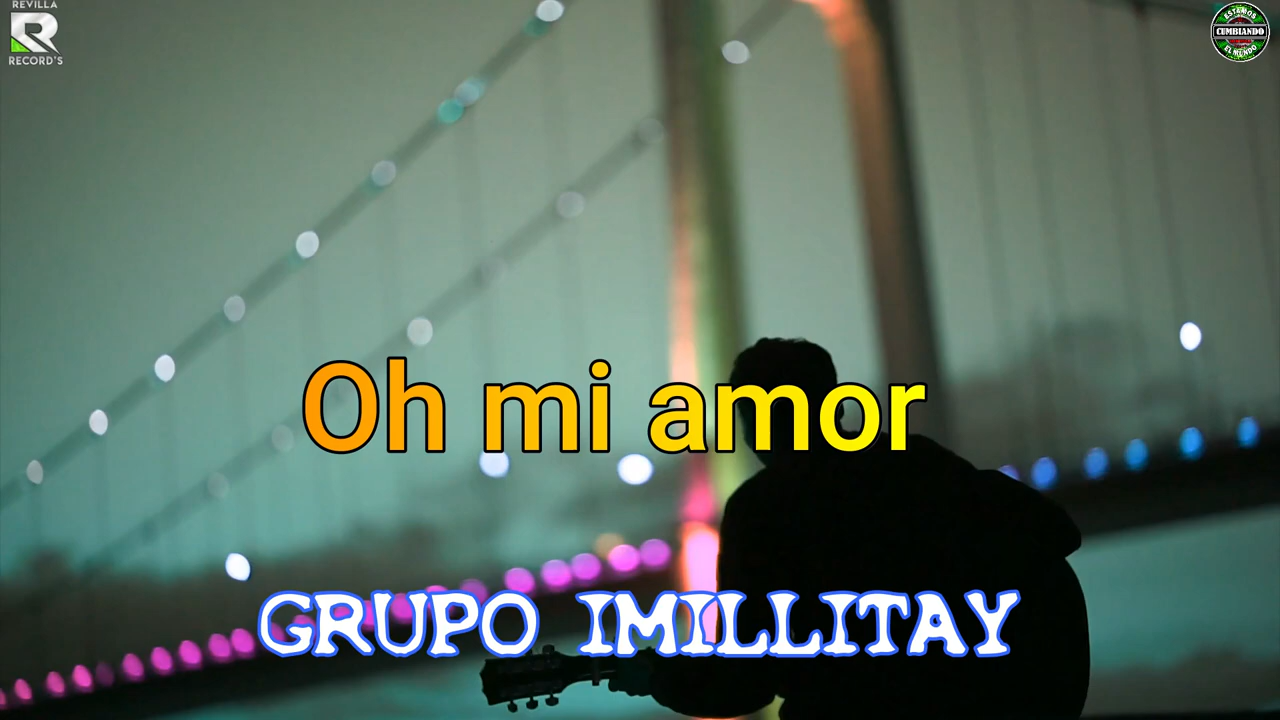 REVILLA
RECORD'S
ESTAMOS
CUMBIANDO
EL MUNDO
Oh mi amor
GRUPO IMILLITAY